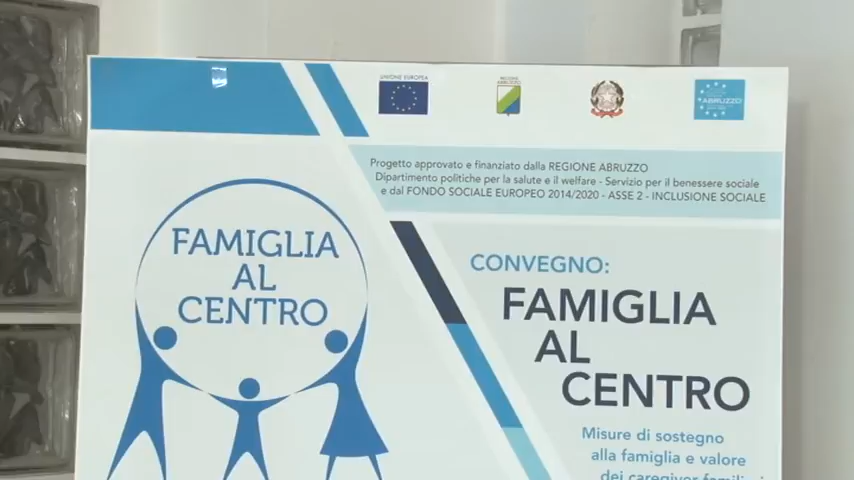 UNIONE EUROPEA
REGIONE
ABRUZZO
ABRUZZO
Progetto approvato e finanziato dalla REGIONE ABRUZZO
Dipartimento politiche per la salute e il welfare - Servizio per il benessere sociale
e dal FONDO SOCIALE EUROPEO 2014/2020 - ASSE 2 - INCLUSIONE SOCIALE
FAMIGLIA
AL
CENTRO
CONVEGNO:
FAMIGLIA
AL
CENTRO
Misure di sostegno
alla famiglia e valore
dei caregiver